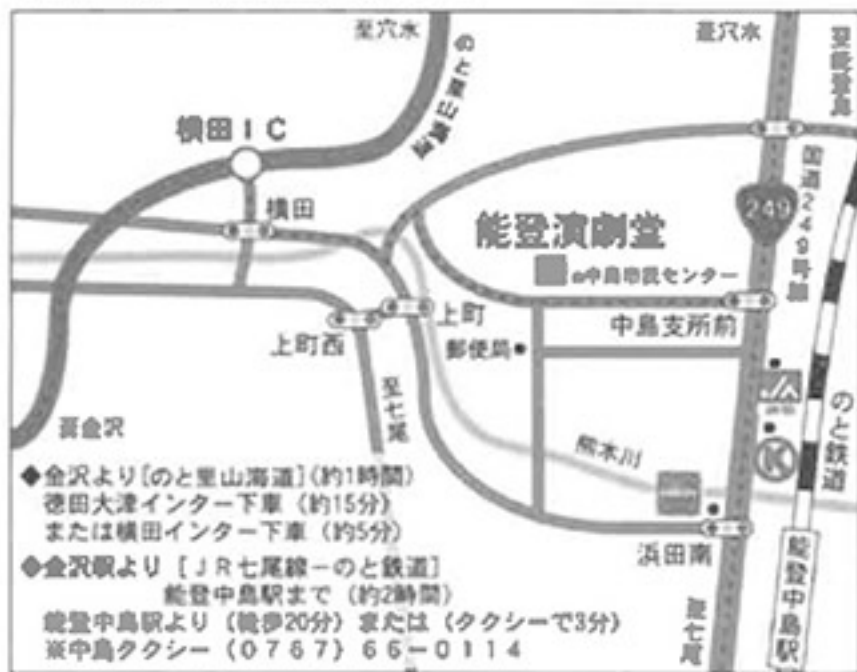 至穴水
至穴水
至能登島
のと里山海道
横田IC
横田
249
国道249号線
能登演劇堂
中島市民センター
中島支所前
上町
上町西
郵便局
至七尾
至金沢
熊木川
のと鉄道
浜田南
能登中島駅
至七尾
◆金沢より[のと里山海道](約1時間)
徳田大津インター下車(約15分)
または横田インター下車(約5分)
◆金沢駅より[JR七尾線-のと鉄道]
能登中島駅まで(約2時間)
能登中島駅より(徒歩20分)または(タクシーで3分)
※中島タクシー(0767)66-0114